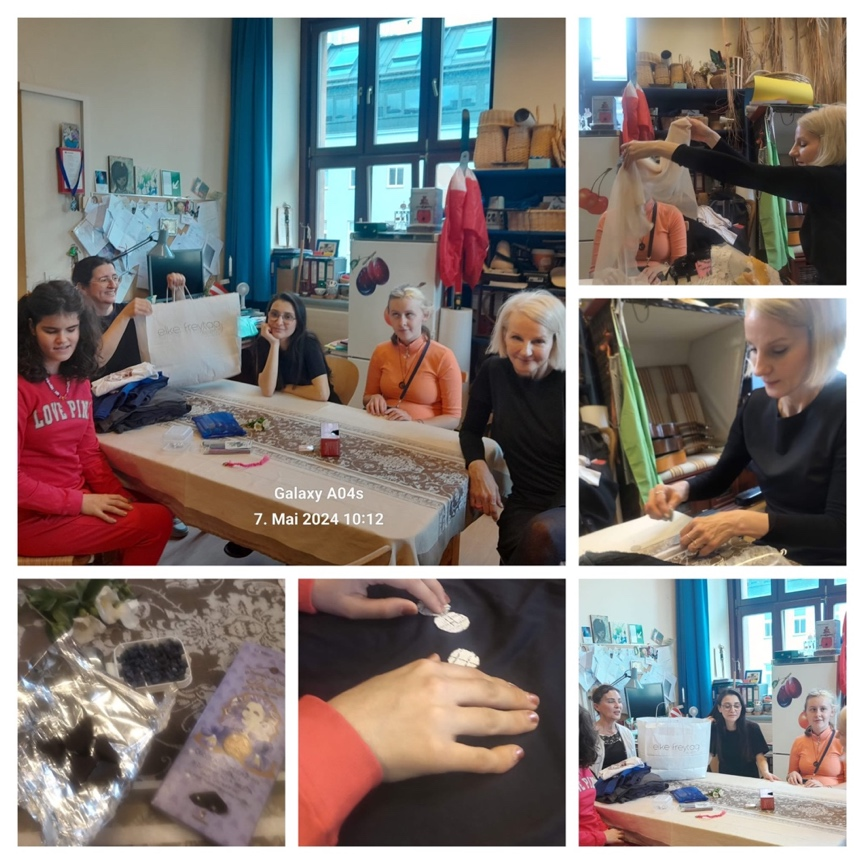 elke freytag
LOVE PINK
Galaxy A04s
7. Mai 2024 10:12
elke freytag